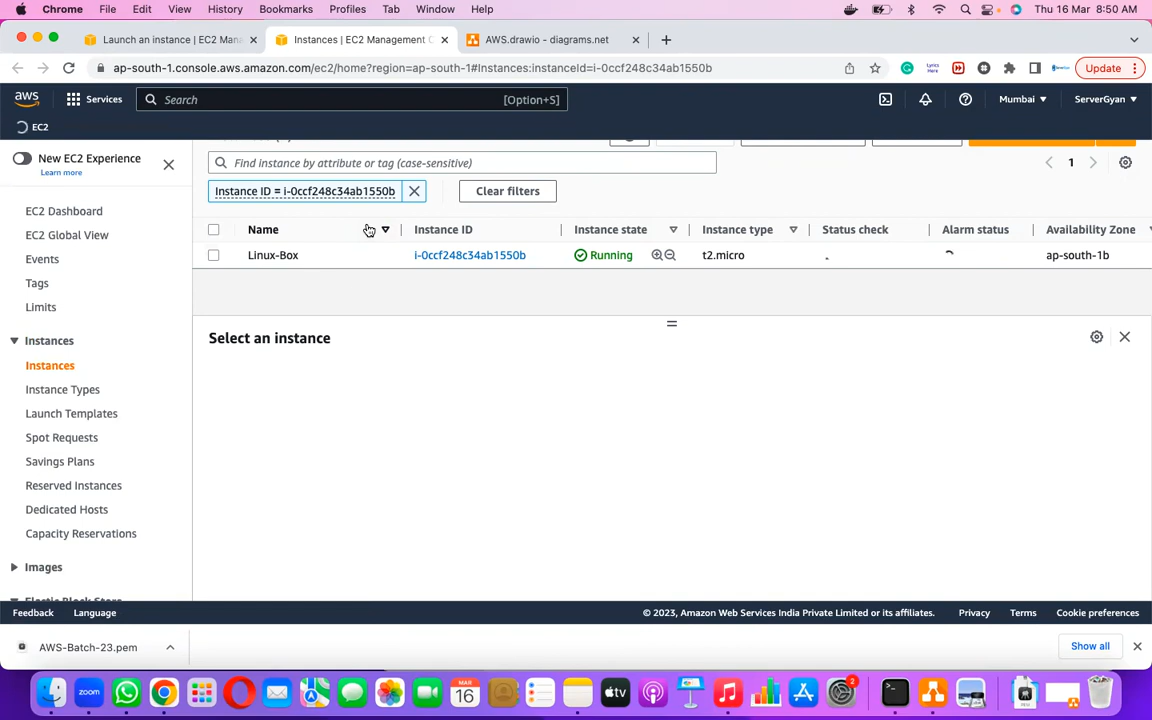 Chrome File Edit View History Bookmarks Profiles Tab Window Help Thu 16 Mar 8:50 AM
Launch an instance | EC2 Mana Instances | EC2 Management C AWS.drawio - diagrams.net
ap-south-1.console.aws.amazon.com/ec2/home?region=ap-south-1#Instances:instanceId=i-0ccf248c34ab1550b Update
aws Services Search [Option+S] Mumbai ServerGyan
EC2
New EC2 Experience
Learn more
EC2 Dashboard
EC2 Global View
Events
Tags
Limits
Instances
Instances
Instance Types
Launch Templates
Spot Requests
Savings Plans
Reserved Instances
Dedicated Hosts
Capacity Reservations
Images
Find instance by attribute or tag (case-sensitive) 1
Instance ID = i-0ccf248c34ab1550b Clear filters
Name Instance ID Instance state Instance type Status check Alarm status Availability Zone
Linux-Box i-0ccf248c34ab1550b Running t2.micro ap-south-1b
Select an instance
Elastic Block Store
Feedback Language © 2023, Amazon Web Services India Private Limited or its affiliates. Privacy Terms Cookie preferences
AWS-Batch-23.pem Show all
zoom MAR 16 tv 2